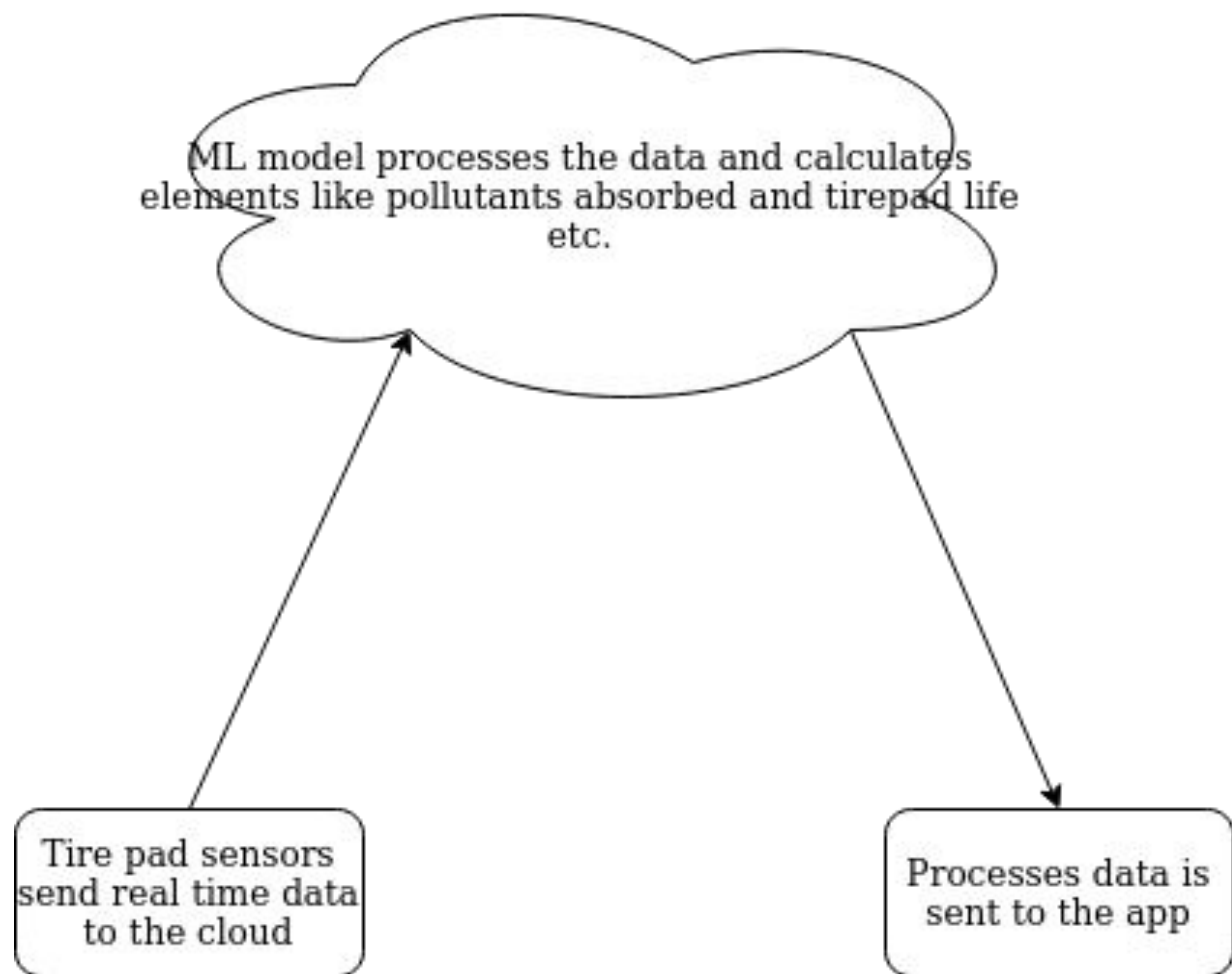 ML model processes the data and calculates
elements like pollutants absorbed and tirepad life
etc.
Tire pad sensors
send real time data
to the cloud
Processes data is
sent to the app